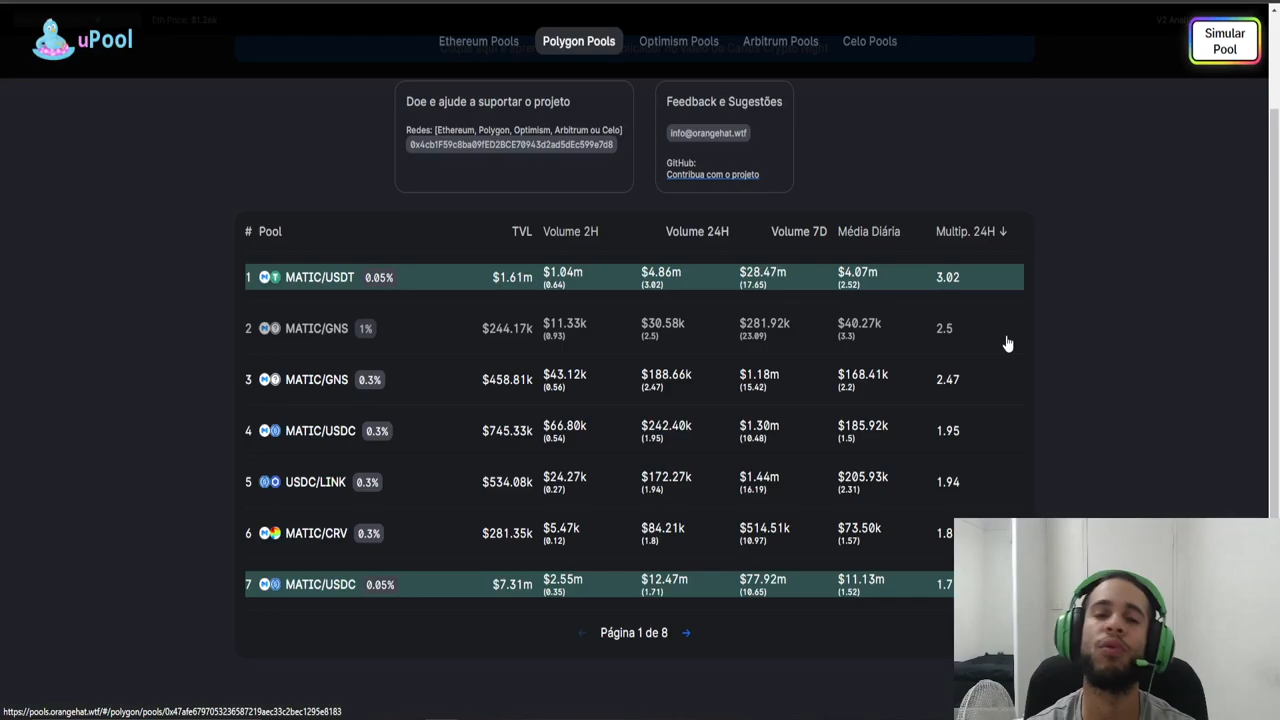 Eth Price: $1.26k
uPool
Ethereum Pools
Polygon Pools
Optimism Pools
Arbitrum Pools
Celo Pools
Simular
Pool
Doe e ajude a suportar o projeto
Redes: [Ethereum, Polygon, Optimism, Arbitrum ou Celo]
0x4cb1F59c8ba09fED2BCE70943d2ad5dEc599e7d8
Feedback e Sugestões
info@orangehat.wtf
GitHub:
Contribua com o projeto
# Pool TVL Volume 2H Volume 24H Volume 7D Média Diária Multip. 24H ↓
1 MATIC/USDT 0.05% $1.61m $1.04m $4.86m $28.47m $4.07m 3.02
(0.64) (3.02) (17.65) (2.52)
2 MATIC/GNS 1% $244.17k $11.33k $30.58k $281.92k $40.27k 2.5
(0.93) (2.5) (23.09) (3.3)
3 MATIC/GNS 0.3% $458.81k $43.12k $188.66k $1.18m $168.41k 2.47
(0.56) (2.47) (15.42) (2.2)
4 MATIC/USDC 0.3% $745.33k $66.80k $242.40k $1.30m $185.92k 1.95
(0.54) (1.95) (10.48) (1.5)
5 USDC/LINK 0.3% $534.08k $24.27k $172.27k $1.44m $205.93k 1.94
(0.27) (1.94) (16.19) (2.31)
6 MATIC/CRV 0.3% $281.35k $5.47k $84.21k $514.51k $73.50k 1.8
(0.12) (1.8) (10.97) (1.57)
7 MATIC/USDC 0.05% $7.31m $2.55m $12.47m $77.92m $11.13m 1.7
(0.35) (1.71) (10.65) (1.52)
← Página 1 de 8 →
https://pools.orangehat.wtf/#/polygon/pools/0x47afe6797053236587219aec33c2bec1295e8183